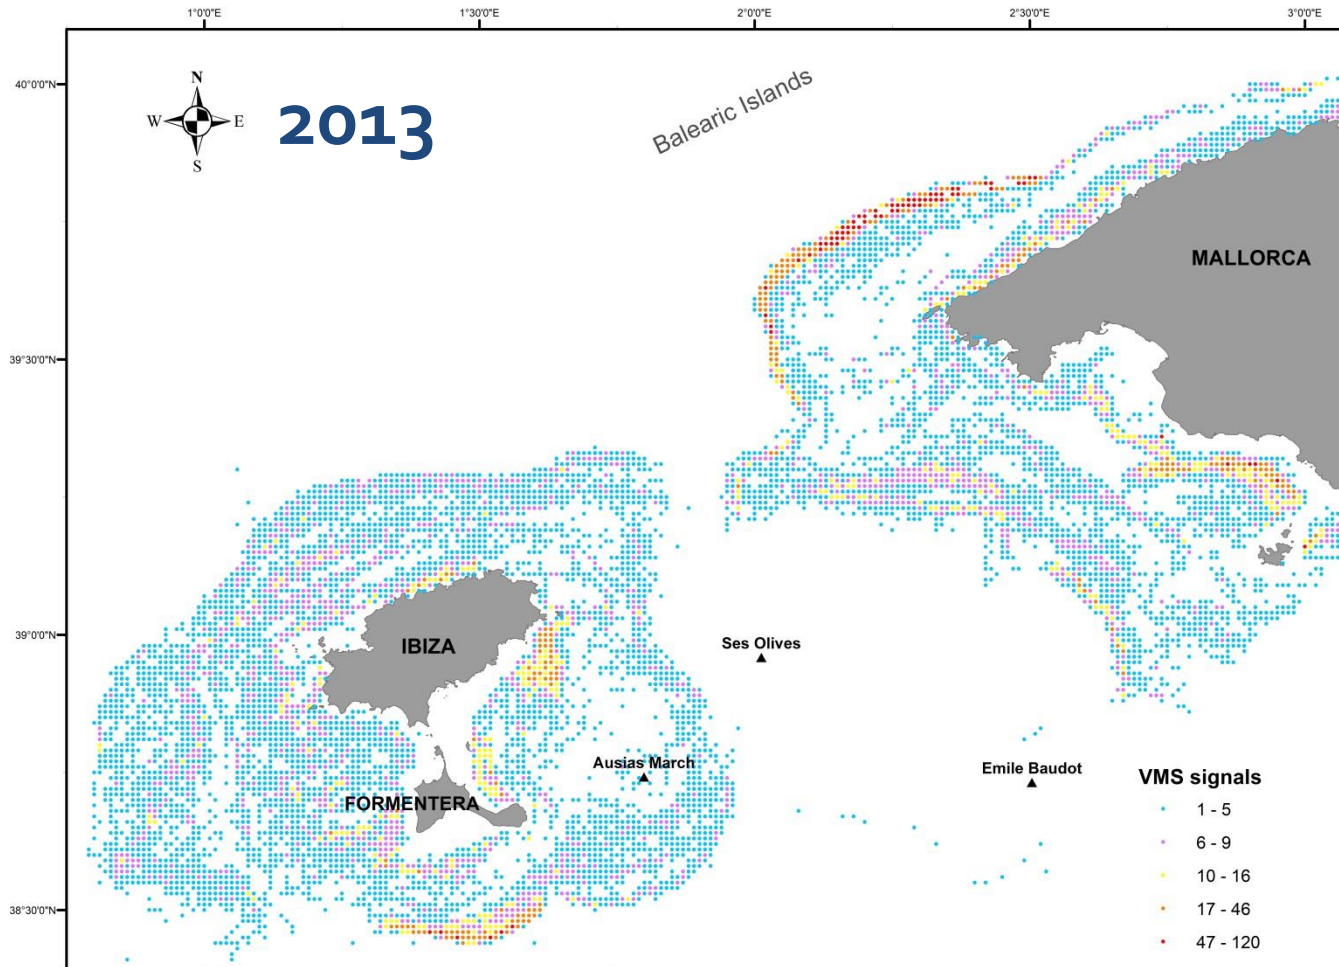 1°0'0"E 1°30'0"E 2°0'0"E 2°30'0"E 3°0'0"E
40°0'0"N
N
W E
S
2013
Balearic Islands
MALLORCA
39°30'0"N
39°0'0"N
IBIZA
Ses Olives
Ausias March
Emile Baudot
FORMENTERA
VMS signals
1 - 5
6 - 9
10 - 16
17 - 46
47 - 120
38°30'0"N